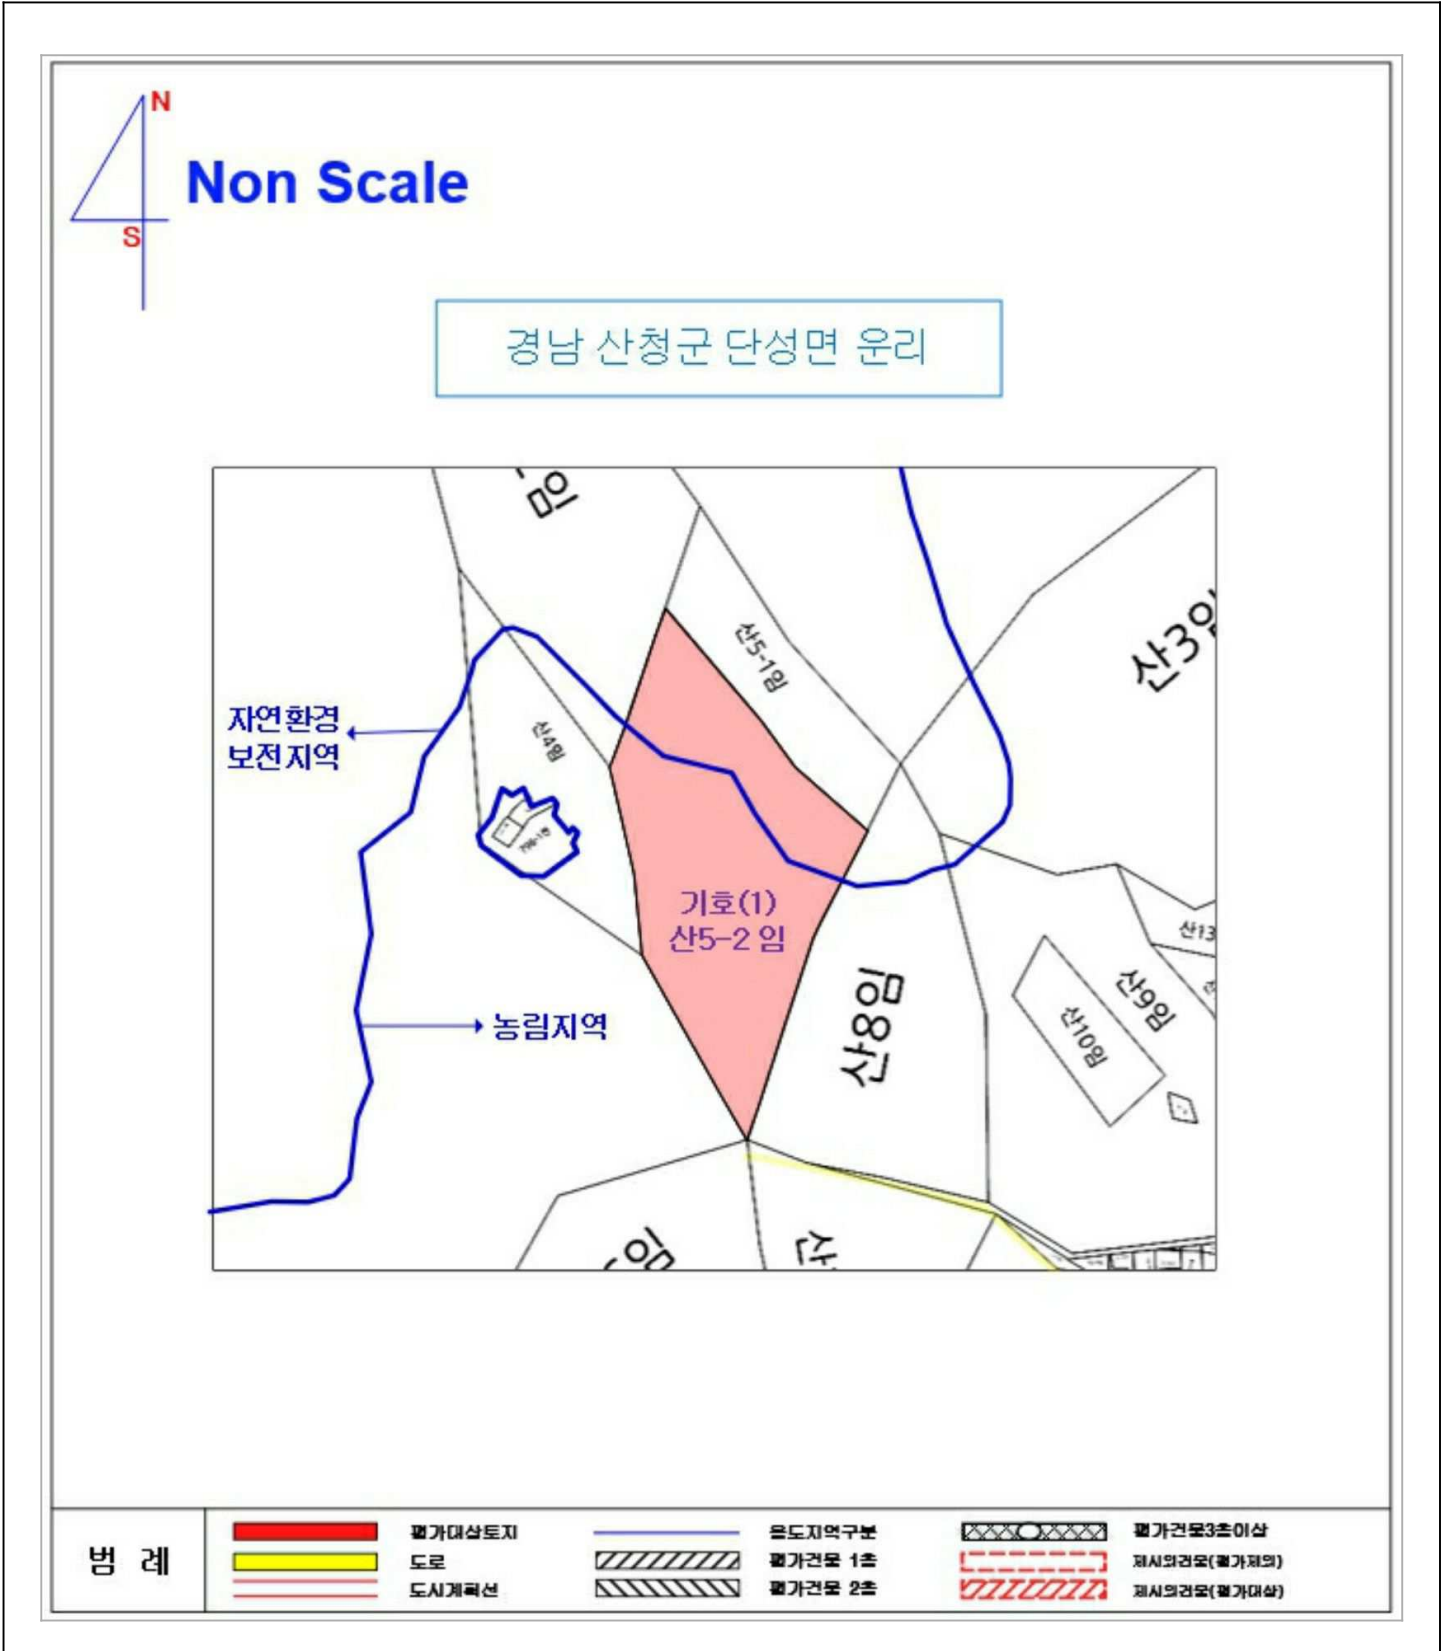 N
Non Scale
S
경남 산청군 단성면 운리
임
산3임
산5-1임
자연환경
보전지역
산4임
기호(1)
산5-2 임
산13
산8임
산9임
산10임
농림지역
임
산
범 례
평가대상토지
용도지역구분
평가건물3층이상
도로
평가건물 1층
제시외건물(평가제외)
도시계획선
평가건물 2층
제시외건물(평가대상)